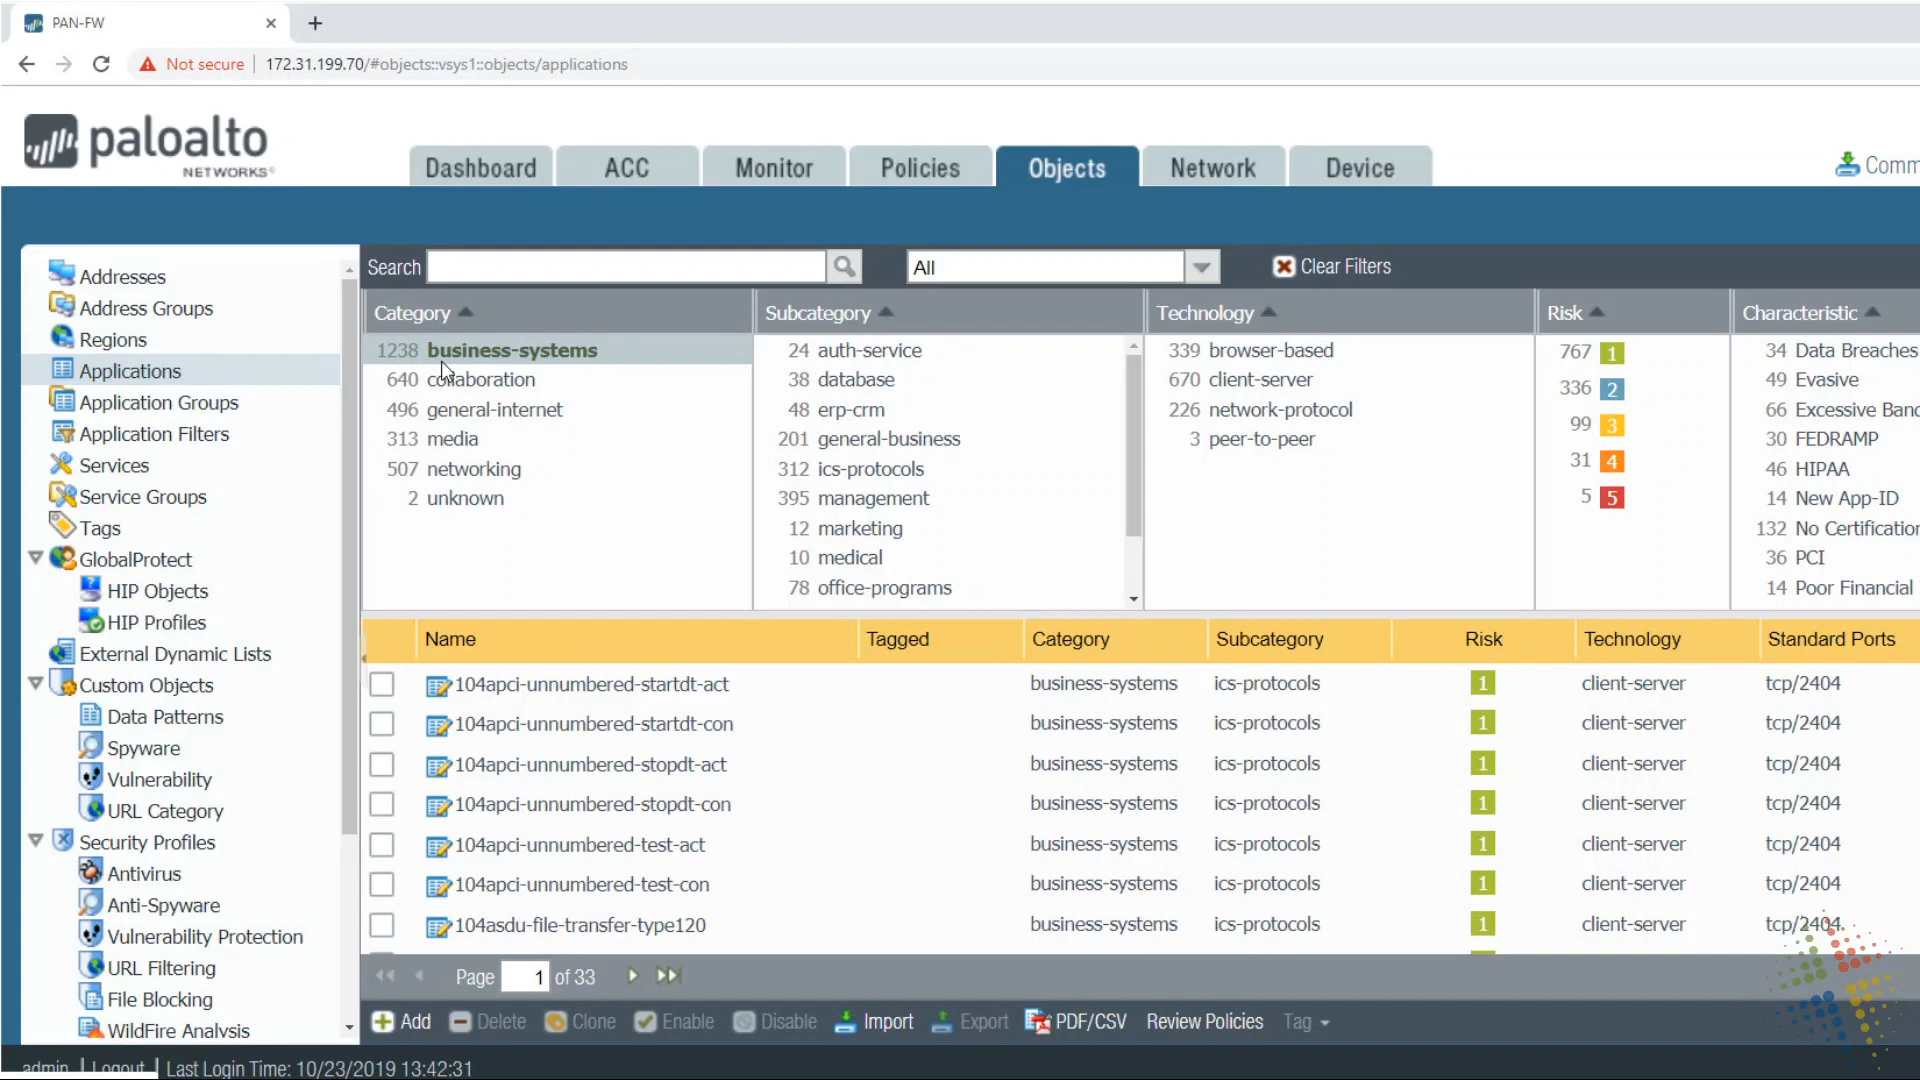 PAN-FW
Not secure | 172.31.199.70/#objects::vsys1::objects/applications
paloalto
NETWORKS
Dashboard ACC Monitor Policies Objects Network Device
Addresses
Address Groups
Regions
Applications
Application Groups
Application Filters
Services
Service Groups
Tags
GlobalProtect
HIP Objects
HIP Profiles
External Dynamic Lists
Custom Objects
Data Patterns
Spyware
Vulnerability
URL Category
Security Profiles
Antivirus
Anti-Spyware
Vulnerability Protection
URL Filtering
File Blocking
WildFire Analysis
Search All Clear Filters
Category Subcategory Technology Risk Characteristic
1238 business-systems 24 auth-service 339 browser-based 767 1 34 Data Breaches
640 collaboration 38 database 670 client-server 336 2 49 Evasive
496 general-internet 48 erp-crm 226 network-protocol 99 3 66 Excessive Band
313 media 201 general-business 3 peer-to-peer 31 4 30 FEDRAMP
507 networking 312 ics-protocols 5 5 46 HIPAA
2 unknown 395 management 14 New App-ID
12 marketing 132 No Certification
10 medical 36 PCI
78 office-programs 14 Poor Financial
Name Tagged Category Subcategory Risk Technology Standard Ports
104apci-unnumbered-startdt-act business-systems ics-protocols 1 client-server tcp/2404
104apci-unnumbered-startdt-con business-systems ics-protocols 1 client-server tcp/2404
104apci-unnumbered-stopdt-act business-systems ics-protocols 1 client-server tcp/2404
104apci-unnumbered-stopdt-con business-systems ics-protocols 1 client-server tcp/2404
104apci-unnumbered-test-act business-systems ics-protocols 1 client-server tcp/2404
104apci-unnumbered-test-con business-systems ics-protocols 1 client-server tcp/2404
104asdu-file-transfer-type120 business-systems ics-protocols 1 client-server tcp/2404
Page 1 of 33
Add Delete Clone Enable Disable Import Export PDF/CSV Review Policies Tag
admin | Logout | Last Login Time: 10/23/2019 13:42:31